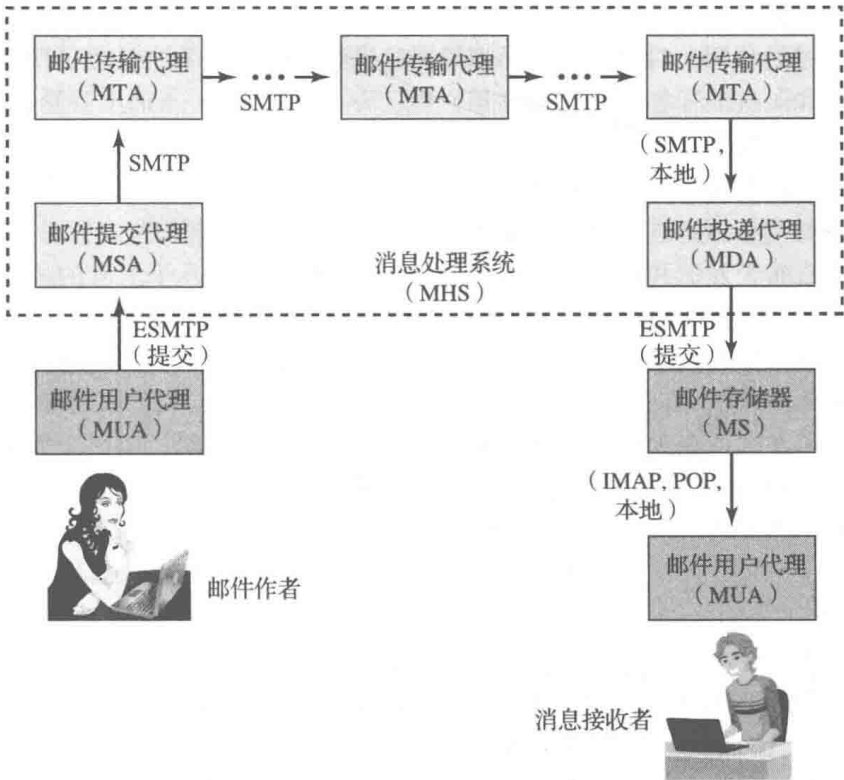 邮件传输代理
（MTA）
SMTP
邮件传输代理
（MTA）
SMTP
邮件传输代理
（MTA）
SMTP
（SMTP,
本地）
邮件提交代理
（MSA）
消息处理系统
（MHS）
邮件投递代理
（MDA）
ESMTP
（提交）
ESMTP
（提交）
邮件用户代理
（MUA）
邮件存储器
（MS）
（IMAP, POP,
本地）
邮件作者
邮件用户代理
（MUA）
消息接收者